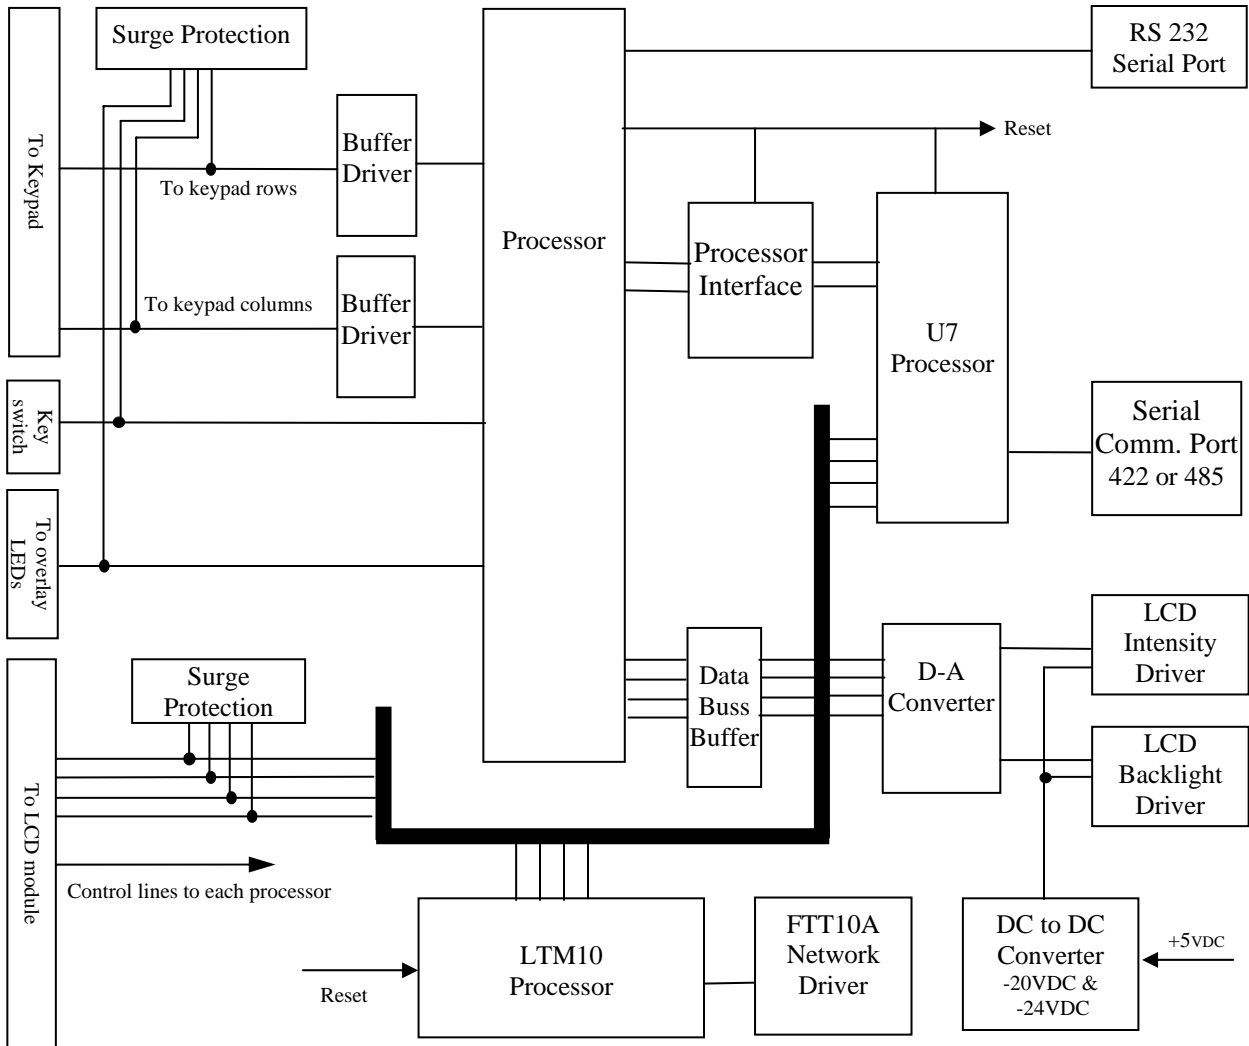 Surge Protection
RS 232
Serial Port
To Keypad
Buffer
Driver
Reset
To keypad rows
Processor
Processor
Interface
To keypad columns
Buffer
Driver
U7
Processor
Key
switch
Serial
Comm. Port
422 or 485
To overlay
LEDs
LCD
Intensity
Driver
Surge
Protection
Data
Buss
Buffer
D-A
Converter
LCD
Backlight
Driver
To LCD module
Control lines to each processor
LTM10
Processor
FTT10A
Network
Driver
DC to DC
Converter
-20VDC &
-24VDC
+5VDC
Reset